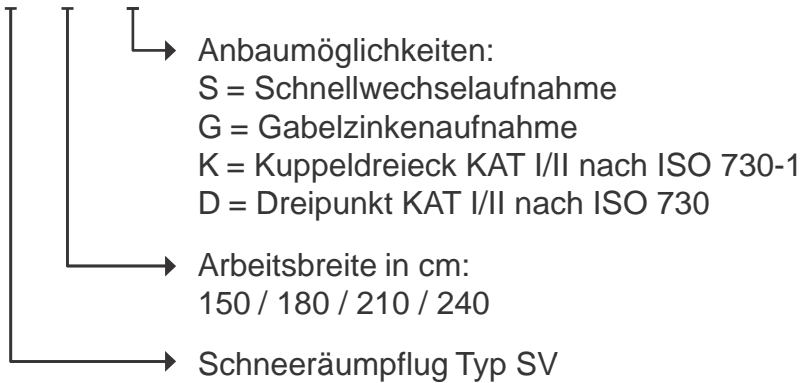 Anbaumöglichkeiten:
S = Schnellwechselaufnahme
G = Gabelzinkenaufnahme
K = Kuppeldreieck KAT I/II nach ISO 730-1
D = Dreipunkt KAT I/II nach ISO 730
Arbeitsbreite in cm:
150 / 180 / 210 / 240
Schneeräumpflug Typ SV